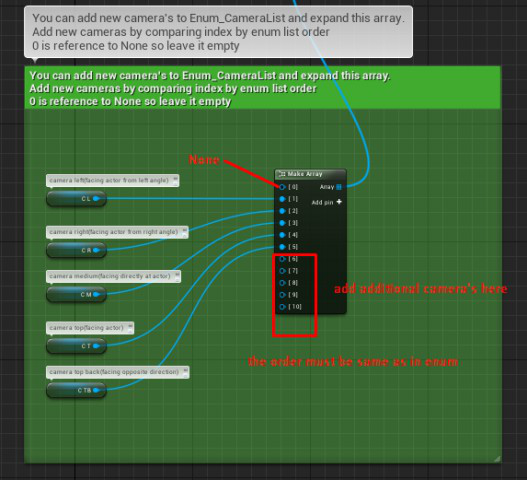 You can add new camera's to Enum_CameraList and expand this array.
Add new cameras by comparing index by enum list order
0 is reference to None so leave it empty
You can add new camera's to Enum_CameraList and expand this array.
Add new cameras by comparing index by enum list order
0 is reference to None so leave it empty
None
Make Array
camera left(facing actor from left angle)
[0]
Array
C L
[1]
Add pin +
[2]
camera right(facing actor from right angle)
[3]
C R
[4]
[5]
camera medium(facing directly at actor)
[6]
[7]
C M
[8]
add additional camera's here
[9]
[10]
camera top(facing actor)
C T
the order must be same as in enum
camera top back(facing opposite direction)
C TB